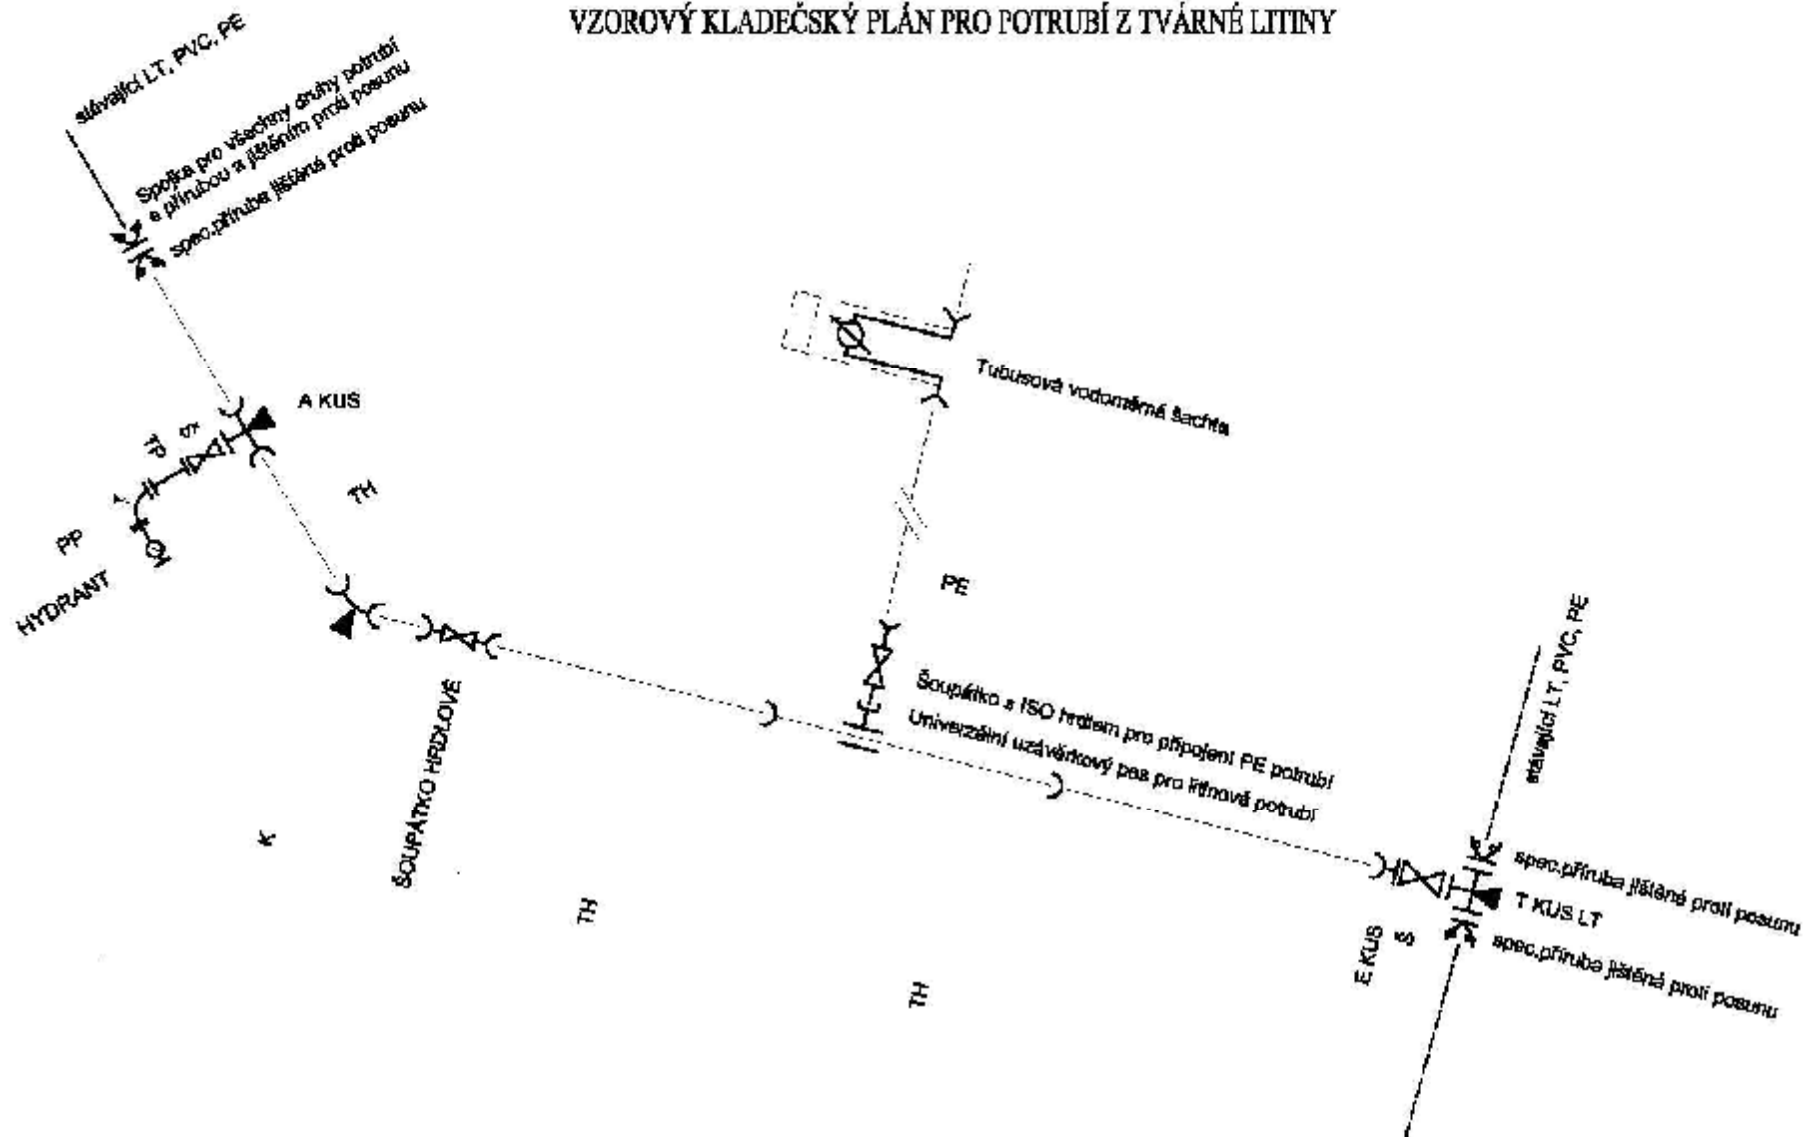 VZOROVÝ KLADEČSKÝ PLÁN PRO POTRUBÍ Z TVÁRNÉ LITINY
stávající LT, PVC, PE
Spojka pro všechny druhy potrubí
s přírubou a jištěním proti posunu
spec.příruba jištěná proti posunu
A KUS
S
TP
TH
PP
HYDRANT
Tubusová vodoměrná šachta
PE
Šoupátko s ISO hrdlem pro připojení PE potrubí
Univerzální uzávěrkový pas pro litinové potrubí
stávající LT, PVC, PE
K
ŠOUPÁTKO HRDLOVÉ
TH
TH
E KUS
S
spec.příruba jištěná proti posunu
T KUS LT
spec.příruba jištěná proti posunu